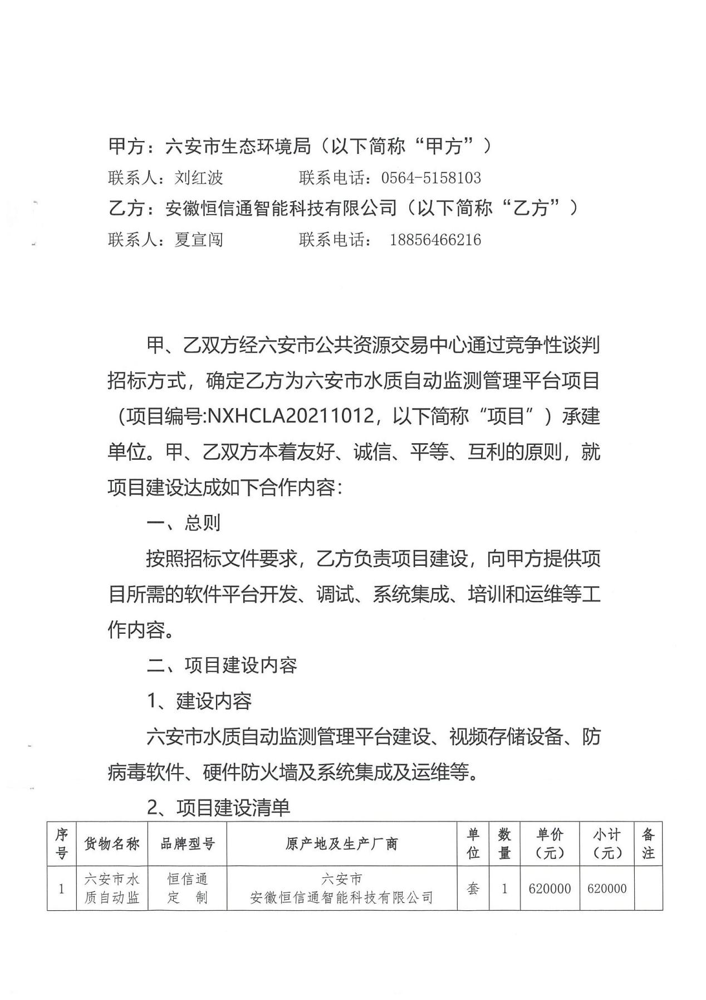 甲方：六安市生态环境局（以下简称“甲方”）
联系人：刘红波 联系电话：0564-5158103
乙方：安徽恒信通智能科技有限公司（以下简称“乙方”）
联系人：夏宣闯 联系电话： 18856466216
甲、乙双方经六安市公共资源交易中心通过竞争性谈判
招标方式，确定乙方为六安市水质自动监测管理平台项目
（项目编号:NXHCLA20211012，以下简称“项目”）承建
单位。甲、乙双方本着友好、诚信、平等、互利的原则，就
项目建设达成如下合作内容：
一、总则
按照招标文件要求，乙方负责项目建设，向甲方提供项
目所需的软件平台开发、调试、系统集成、培训和运维等工
作内容。
二、项目建设内容
1、建设内容
六安市水质自动监测管理平台建设、视频存储设备、防
病毒软件、硬件防火墙及系统集成及运维等。
2、项目建设清单
序号 货物名称 品牌型号 原产地及生产厂商 单位 数量 单价（元） 小计（元） 备注
1 六安市水质自动监 恒信通定 制 六安市 安徽恒信通智能科技有限公司 套 1 620000 620000